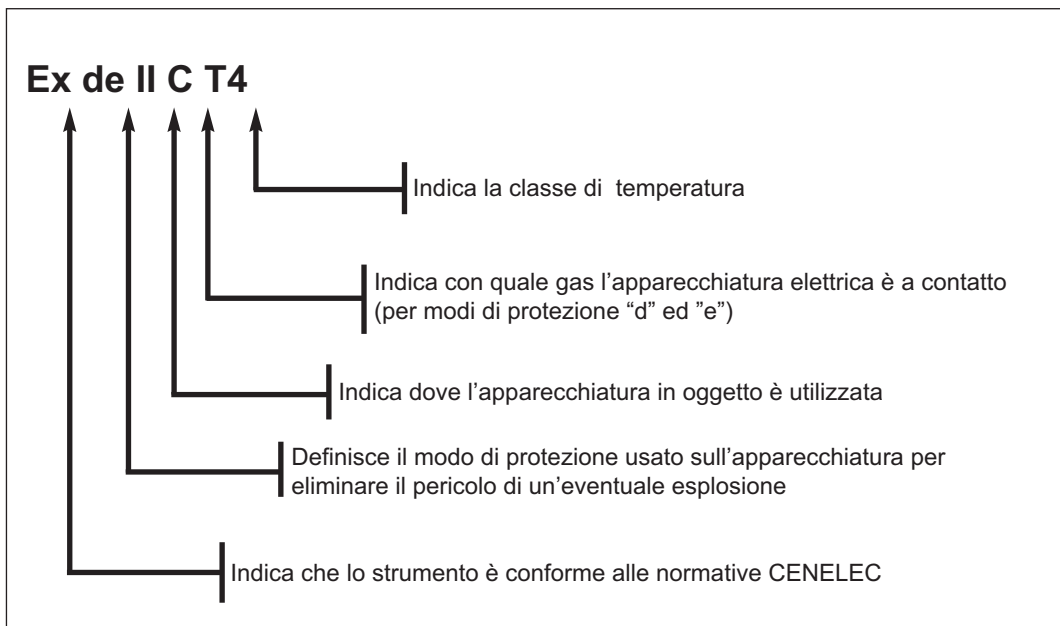 Ex de II C T4
Indica la classe di  temperatura
Indica con quale gas l’apparecchiatura elettrica è a contatto
(per modi di protezione “d” ed ”e”)
Indica dove l’apparecchiatura in oggetto è utilizzata
Definisce il modo di protezione usato sull’apparecchiatura per
eliminare il pericolo di un’eventuale esplosione
Indica che lo strumento è conforme alle normative CENELEC